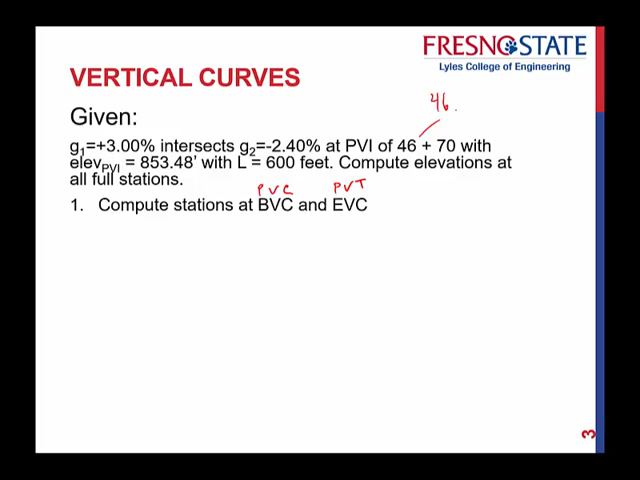 FRESNO STATE
Lyles College of Engineering
VERTICAL CURVES
46.
Given:
g1=+3.00% intersects g2=-2.40% at PVI of 46 + 70 with
elevPVI = 853.48' with L = 600 feet. Compute elevations at
all full stations.
PVC PVT
1. Compute stations at BVC and EVC
3